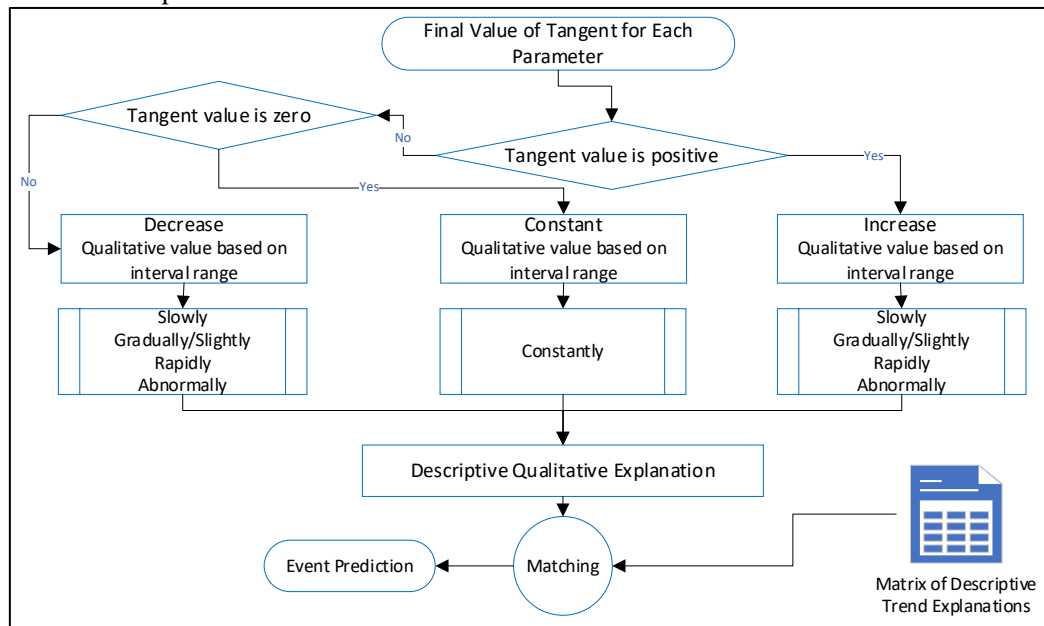 Final Value of Tangent for Each
Parameter
Tangent value is zero
No
Tangent value is positive
Yes
No
Yes
Decrease
Qualitative value based on
interval range
Constant
Qualitative value based on
interval range
Increase
Qualitative value based on
interval range
Slowly
Gradually/Slightly
Rapidly
Abnormally
Constantly
Slowly
Gradually/Slightly
Rapidly
Abnormally
Descriptive Qualitative Explanation
Event Prediction
Matching
Matrix of Descriptive
Trend Explanations